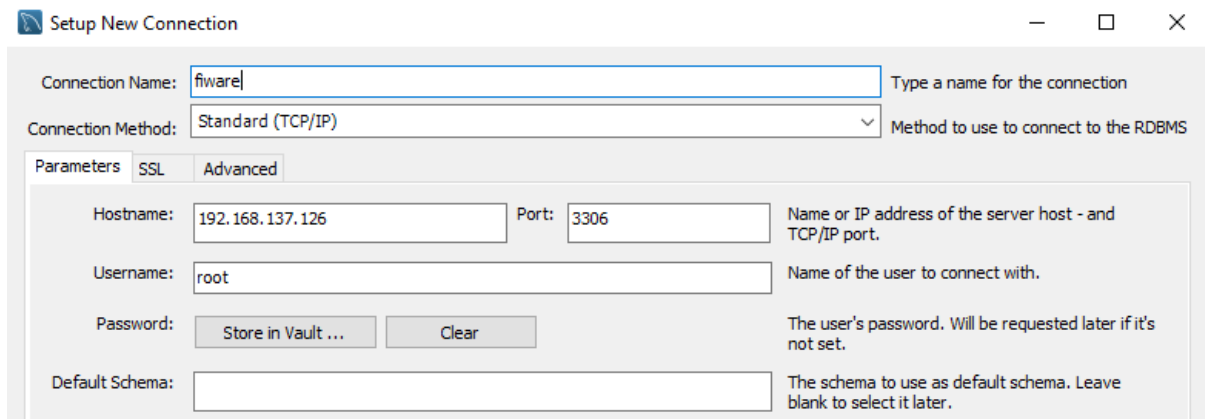 Setup New Connection
Connection Name: fiware Type a name for the connection
Connection Method: Standard (TCP/IP) Method to use to connect to the RDBMS
Parameters SSL Advanced
Hostname: 192.168.137.126 Port: 3306 Name or IP address of the server host - and
TCP/IP port.
Username: root Name of the user to connect with.
Password: Store in Vault ... Clear The user's password. Will be requested later if it's
not set.
Default Schema: The schema to use as default schema. Leave
blank to select it later.